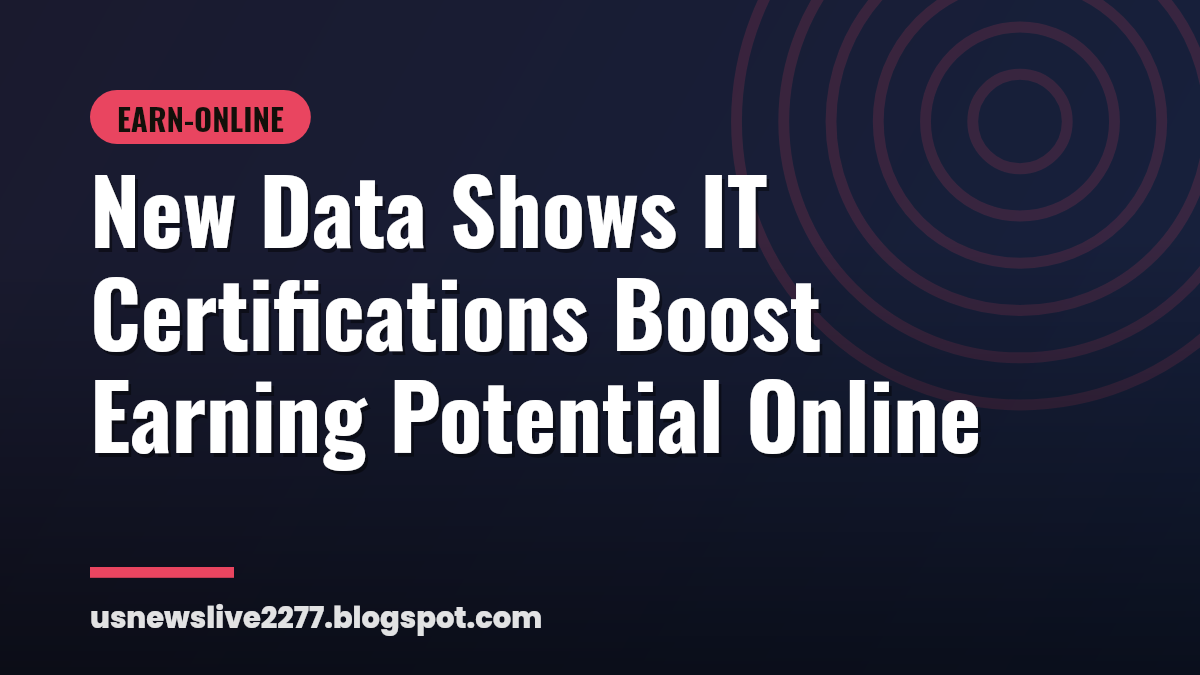 EARN-ONLINE
New Data Shows IT
Certifications Boost
Earning Potential Online
usnewslive2277.blogspot.com